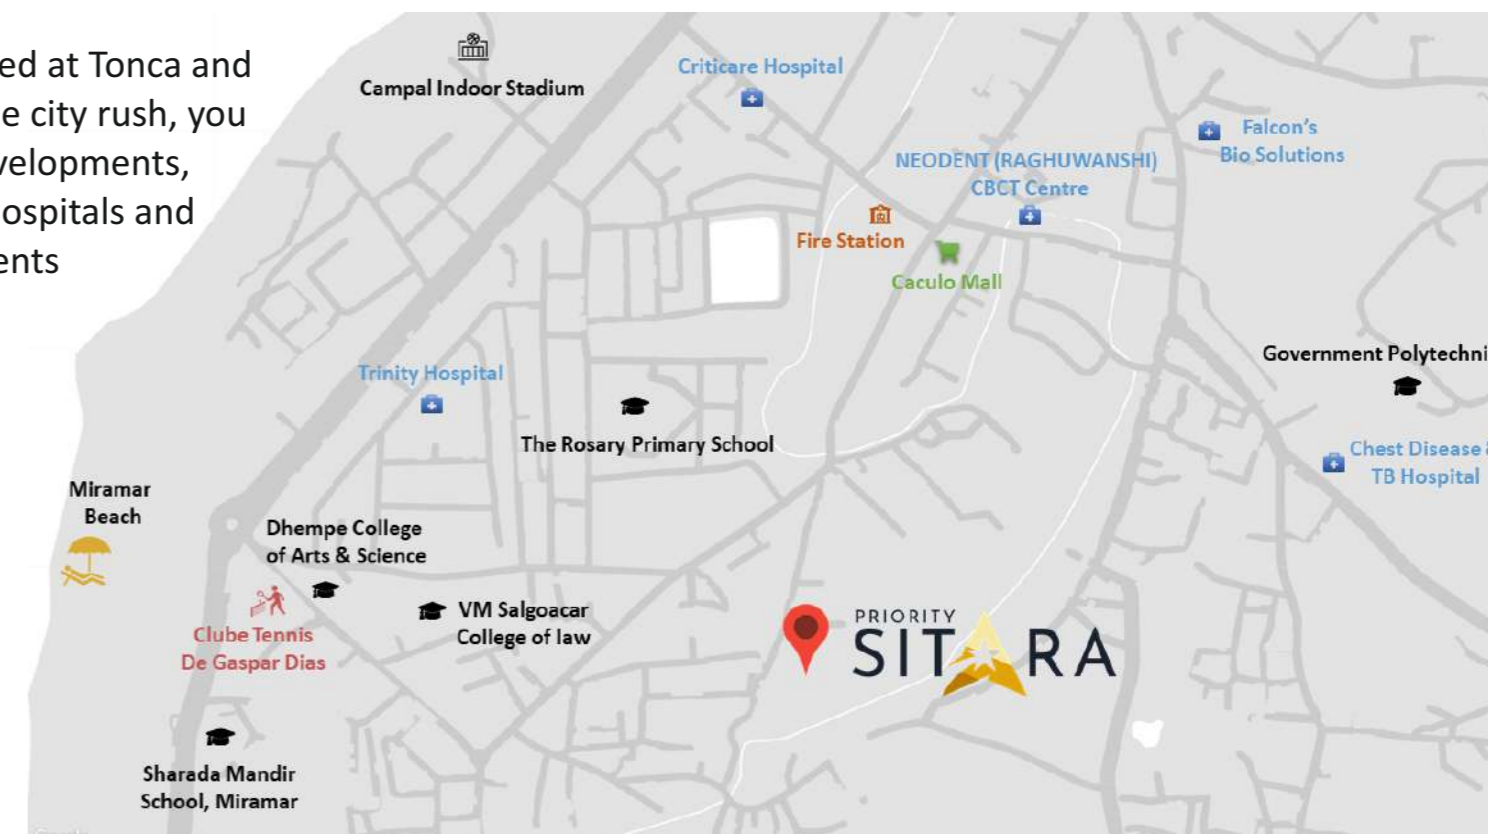 ed at Tonca and
e city rush, you
velopments,
ospitals and
ents
Campal Indoor Stadium
Criticare Hospital
Falcon's
Bio Solutions
NEODENT (RAGHUWANSHI)
CBCT Centre
Fire Station
Caculo Mall
Government Polytechni
Trinity Hospital
The Rosary Primary School
Chest Disease &
TB Hospital
Miramar
Beach
Dhempe College
of Arts & Science
VM Salgoacar
College of law
Clube Tennis
De Gaspar Dias
PRIORITY
SITARA
Sharada Mandir
School, Miramar